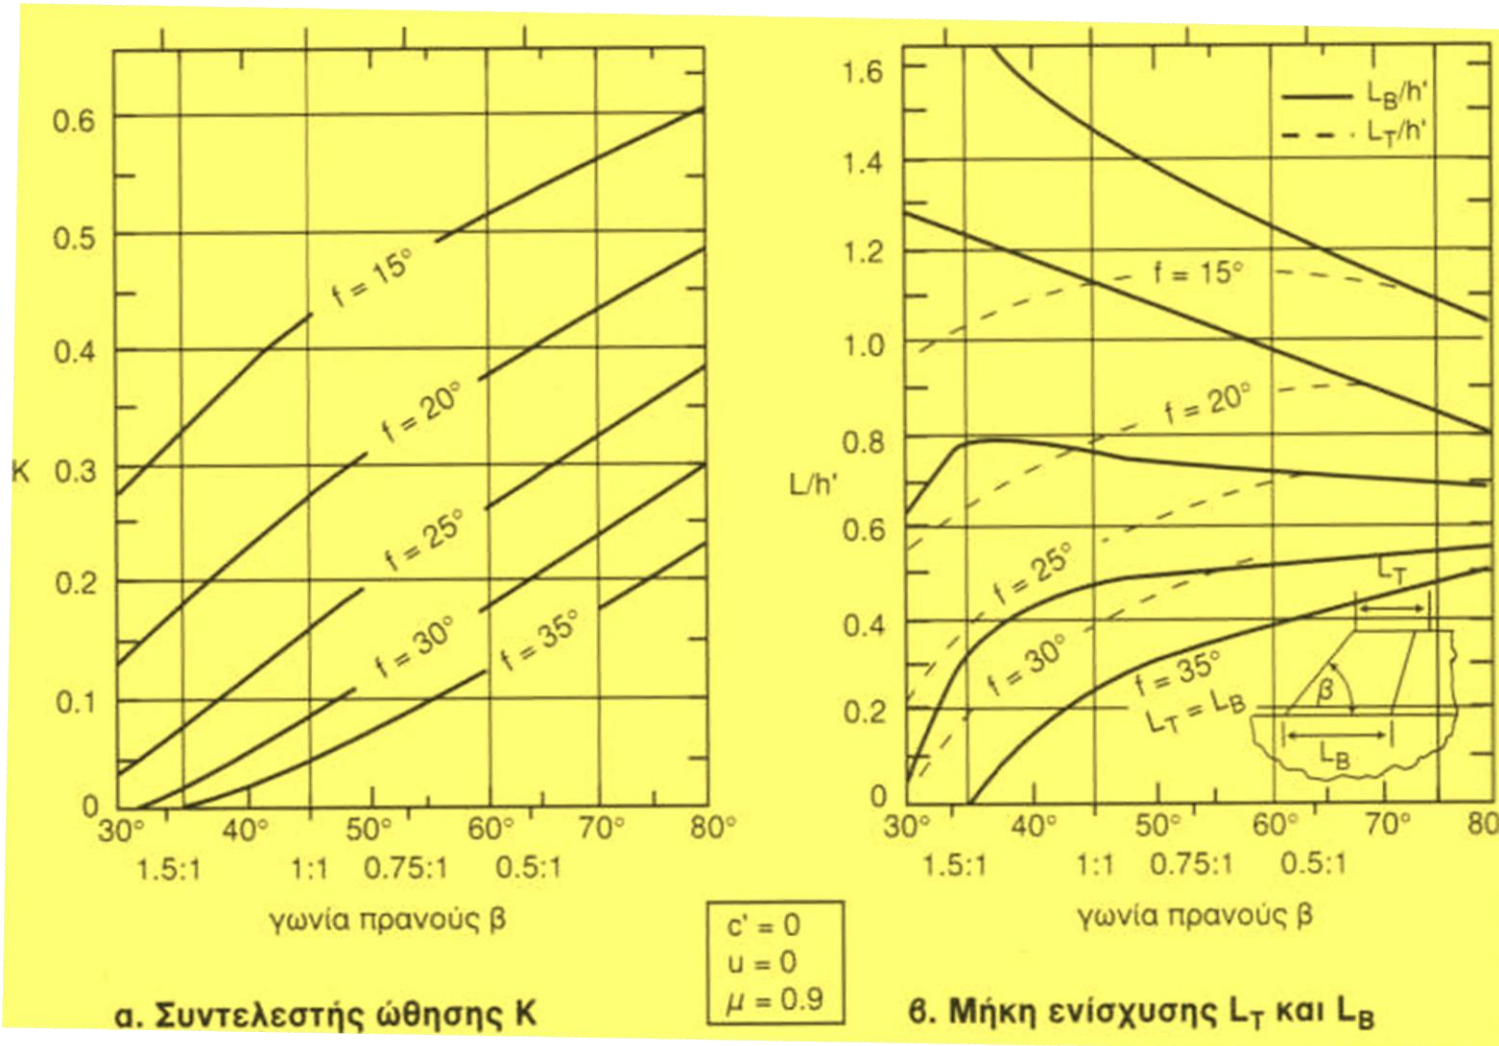 0.6
0.5
0.4
K 0.3
0.2
0.1
0
f = 15°
f = 20°
f = 25°
f = 30°
f = 35°
30° 40° 50° 60° 70° 80°
1.5:1 1:1 0.75:1 0.5:1
γωνία πρανούς β
α. Συντελεστής ώθησης K
c' = 0
u = 0
μ = 0.9
1.6
1.4
1.2
1.0
0.8
L/h'
0.6
0.4
0.2
0
L_B/h'
L_T/h'
f = 15°
f = 20°
f = 25°
f = 30°
f = 35°
L_T = L_B
L_T
β
L_B
30° 40° 50° 60° 70° 80
1.5:1 1:1 0.75:1 0.5:1
γωνία πρανούς β
β. Μήκη ενίσχυσης L_T και L_B